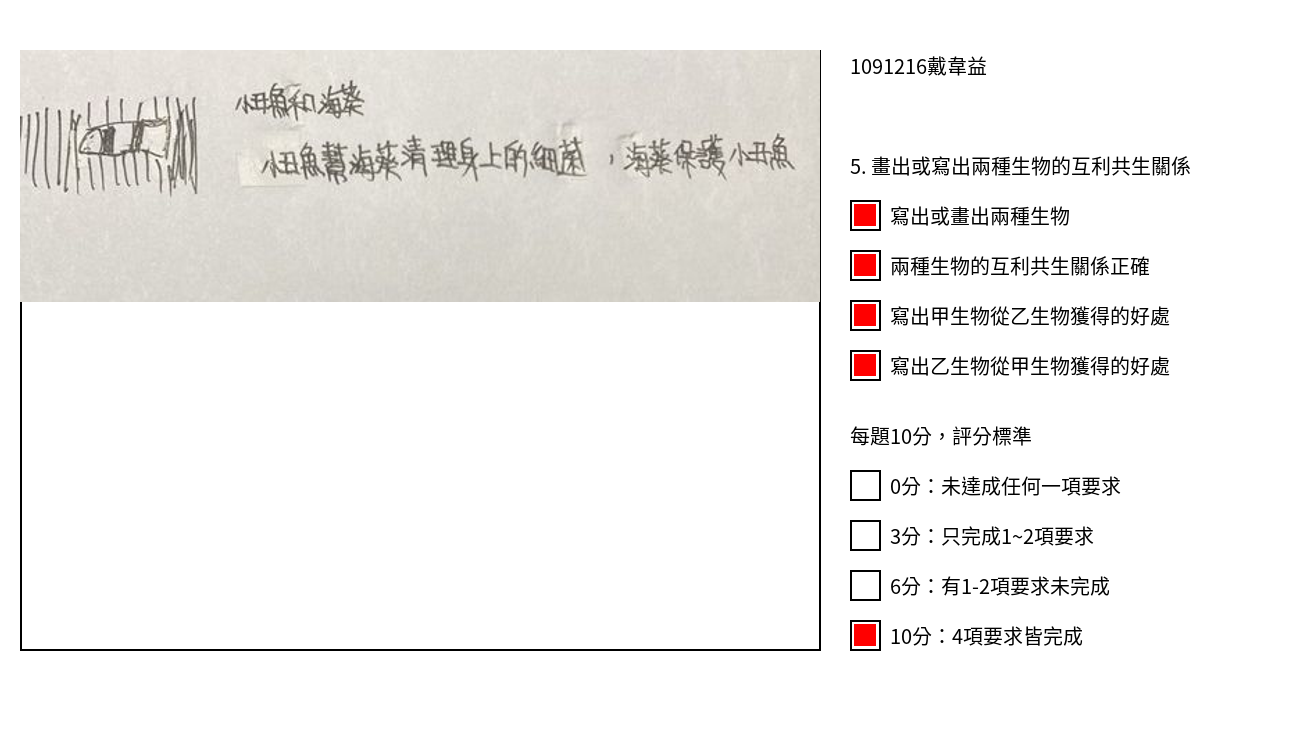 小丑魚和海葵
小丑魚幫海葵清理身上的細菌，海葵保護小丑魚
1091216戴韋益
5. 畫出或寫出兩種生物的互利共生關係
寫出或畫出兩種生物
兩種生物的互利共生關係正確
寫出甲生物從乙生物獲得的好處
寫出乙生物從甲生物獲得的好處
每題10分，評分標準
0分：未達成任何一項要求
3分：只完成1~2項要求
6分：有1-2項要求未完成
10分：4項要求皆完成